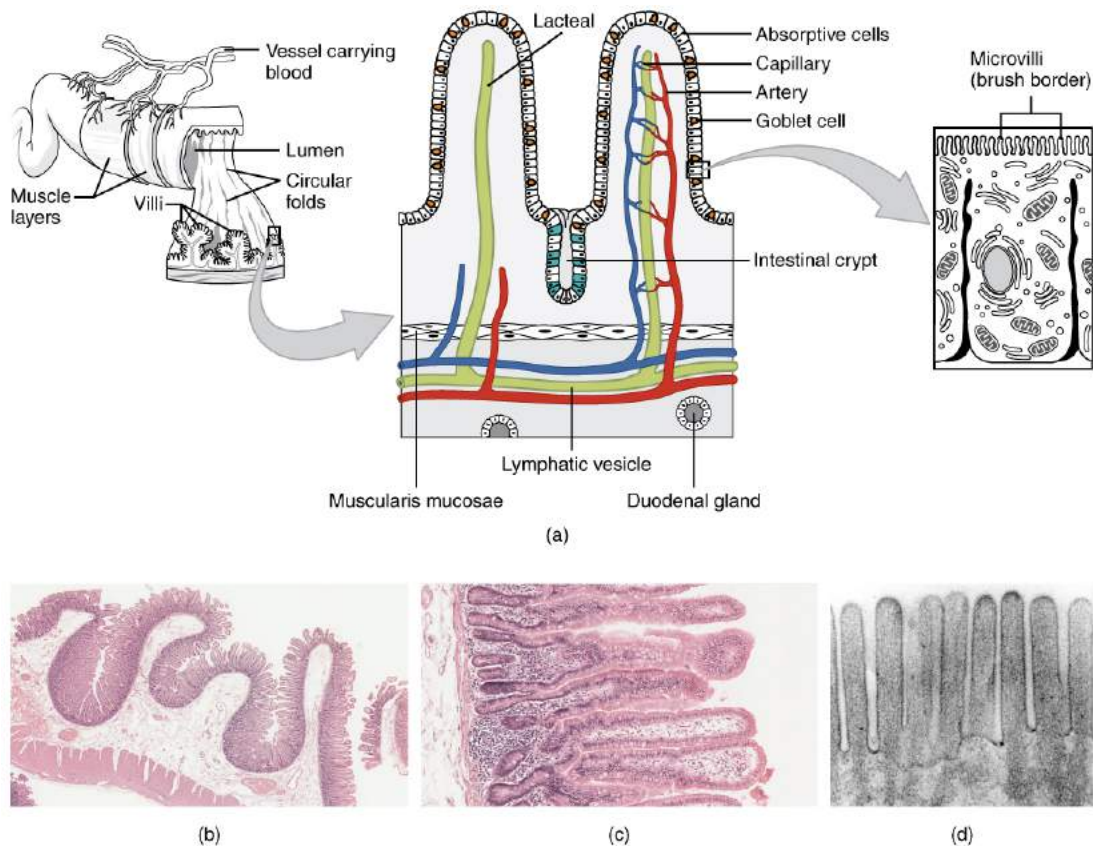 Vessel carrying
blood
Lumen
Circular
folds
Muscle
layers
Villi
Lacteal
Absorptive cells
Capillary
Artery
Goblet cell
Intestinal crypt
Lymphatic vesicle
Muscularis mucosae
Duodenal gland
Microvilli
(brush border)
(a)
(b)
(c)
(d)